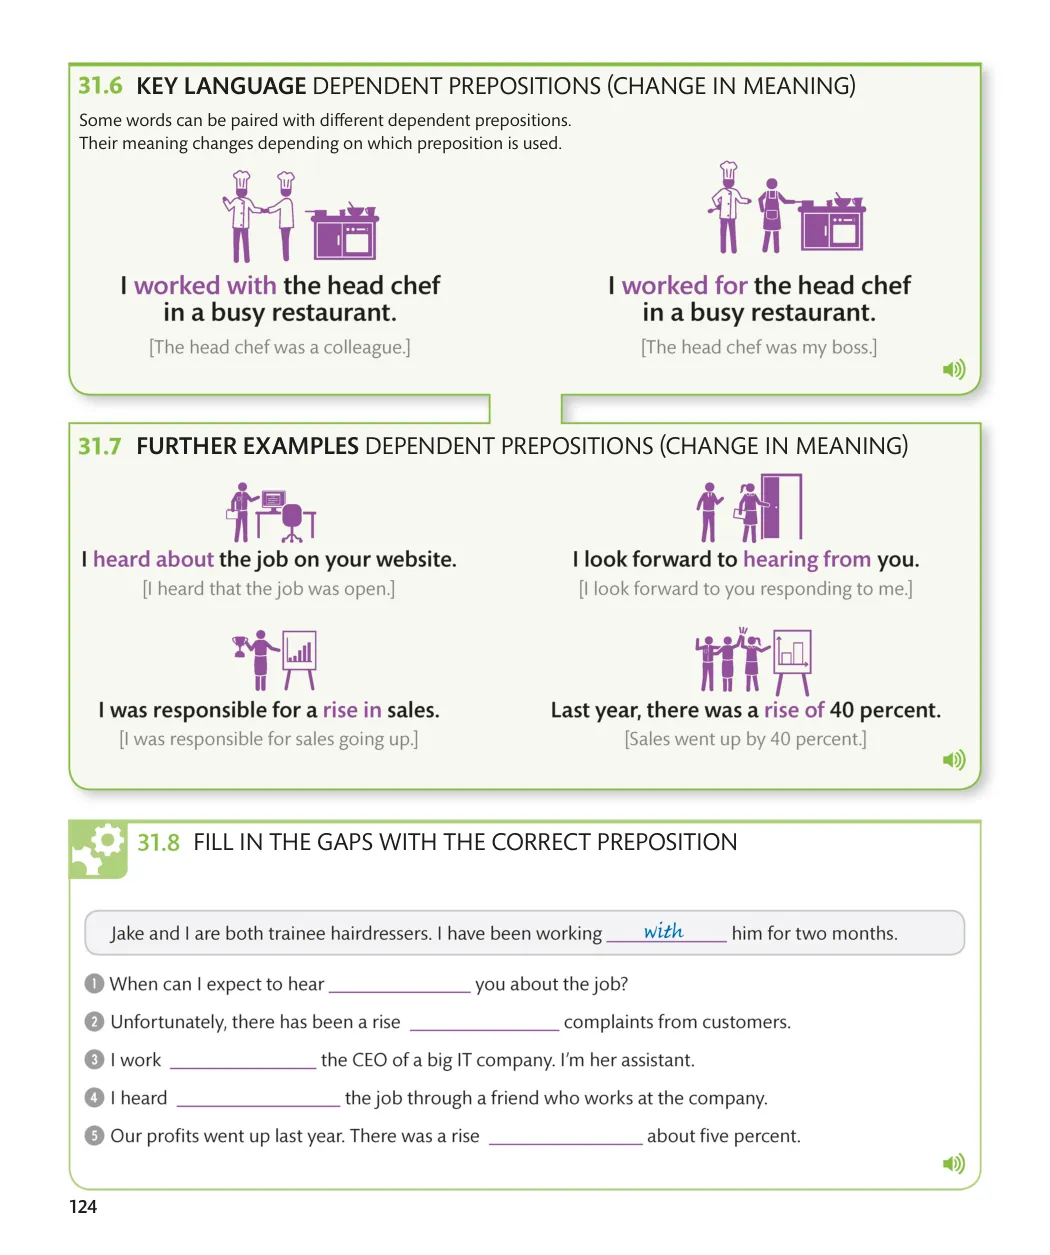 31.6 KEY LANGUAGE DEPENDENT PREPOSITIONS (CHANGE IN MEANING)
Some words can be paired with different dependent prepositions.
Their meaning changes depending on which preposition is used.
I worked with the head chef
in a busy restaurant.
[The head chef was a colleague.]
I worked for the head chef
in a busy restaurant.
[The head chef was my boss.]
31.7 FURTHER EXAMPLES DEPENDENT PREPOSITIONS (CHANGE IN MEANING)
I heard about the job on your website.
[I heard that the job was open.]
I look forward to hearing from you.
[I look forward to you responding to me.]
I was responsible for a rise in sales.
[I was responsible for sales going up.]
Last year, there was a rise of 40 percent.
[Sales went up by 40 percent.]
31.8 FILL IN THE GAPS WITH THE CORRECT PREPOSITION
Jake and I are both trainee hairdressers. I have been working with him for two months.
1 When can I expect to hear ____ you about the job?
2 Unfortunately, there has been a rise ____ complaints from customers.
3 I work ____ the CEO of a big IT company. I'm her assistant.
4 I heard ____ the job through a friend who works at the company.
5 Our profits went up last year. There was a rise ____ about five percent.
124